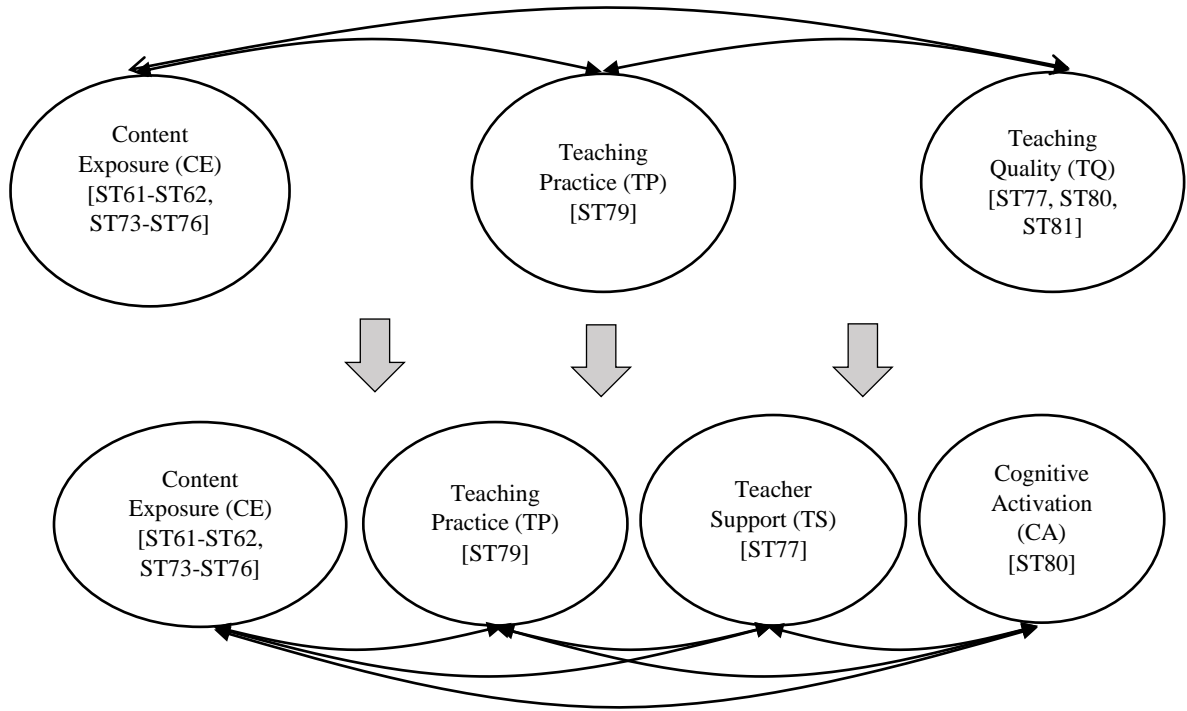 Content
Exposure (CE)
[ST61-ST62,
ST73-ST76]
Teaching
Practice (TP)
[ST79]
Teaching
Quality (TQ)
[ST77, ST80,
ST81]
Content
Exposure (CE)
[ST61-ST62,
ST73-ST76]
Teaching
Practice (TP)
[ST79]
Teacher
Support (TS)
[ST77]
Cognitive
Activation
(CA)
[ST80]